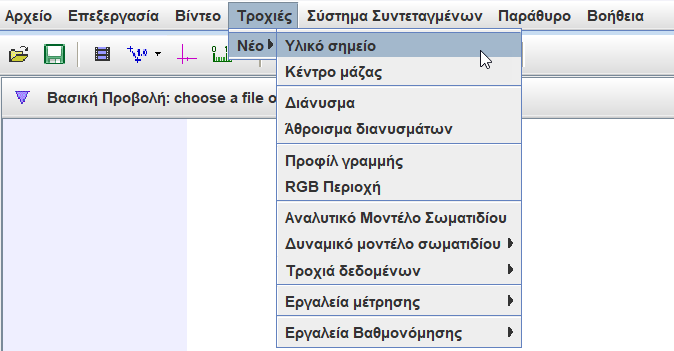 Αρχείο Επεξεργασία Βίντεο Τροχιές Σύστημα Συντεταγμένων Παράθυρο Βοήθεια
Νέο
Υλικό σημείο
Κέντρο μάζας
Βασική Προβολή: choose a file o
Διάνυσμα
Άθροισμα διανυσμάτων
Προφίλ γραμμής
RGB Περιοχή
Αναλυτικό Μοντέλο Σωματιδίου
Δυναμικό μοντέλο σωματιδίου
Τροχιά δεδομένων
Εργαλεία μέτρησης
Εργαλεία Βαθμονόμησης